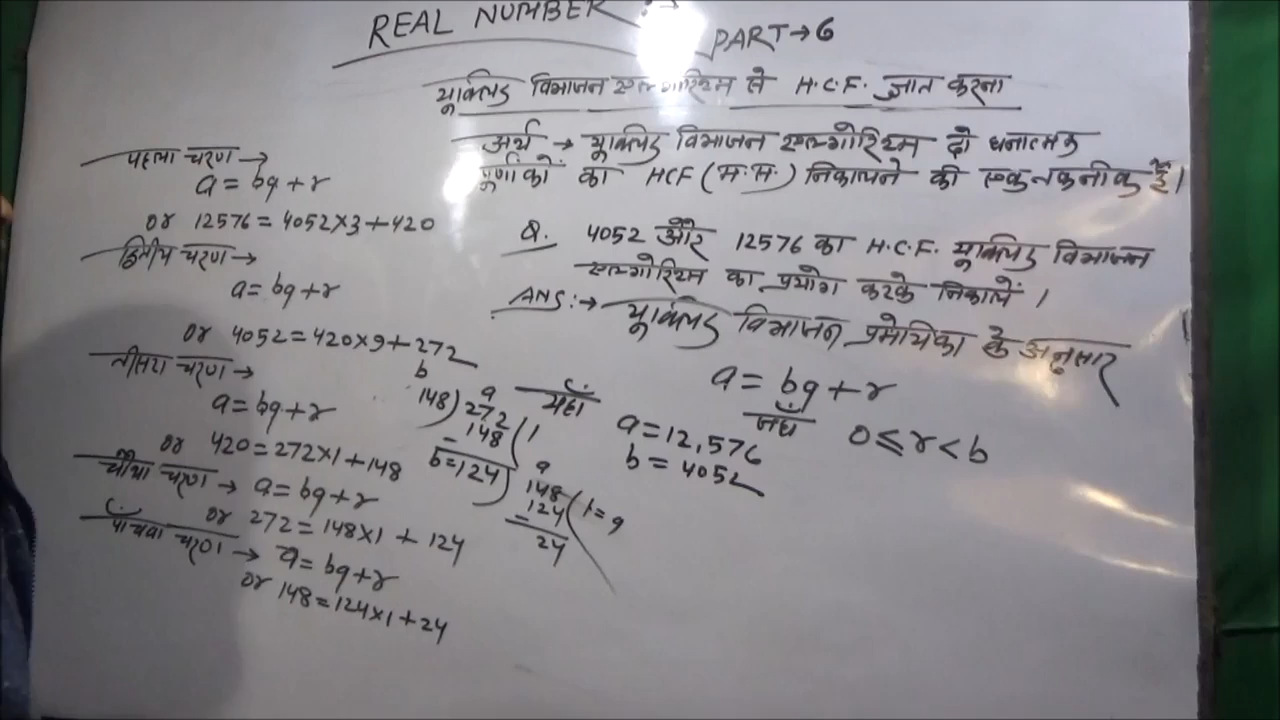 REAL NUMBER :→
PART→6
यूक्लिड विभाजन एल्गोरिथ्म से H.C.F. ज्ञात करना
अर्थ → यूक्लिड विभाजन एल्गोरिथ्म दो धनात्मक
पूर्णांकों का HCF (म.स.) निकालने की एक तकनीक है।
Q. 4052 और 12576 का H.C.F. यूक्लिड विभाजन
एल्गोरिथ्म का प्रयोग करके निकालें ।
ANS:→ यूक्लिड विभाजन प्रमेयिका के अनुसार
a = bq + r
जहाँ 0 ≤ r < b
यहाँ a = 12,576
b = 4052
पहला चरण →
a = bq + r
or 12576 = 4052×3+420
द्वितीय चरण →
a = bq + r
or 4052 = 420×9+272
तीसरा चरण →
a = bq + r
or 420 = 272×1+148
चौथा चरण → a = bq + r
or 272 = 148×1 + 124
पांचवा चरण → a = bq + r
or 148 = 124×1+24
b a
148) 272 (1
- 148
b=124) 148 (1=q
a
- 124
24